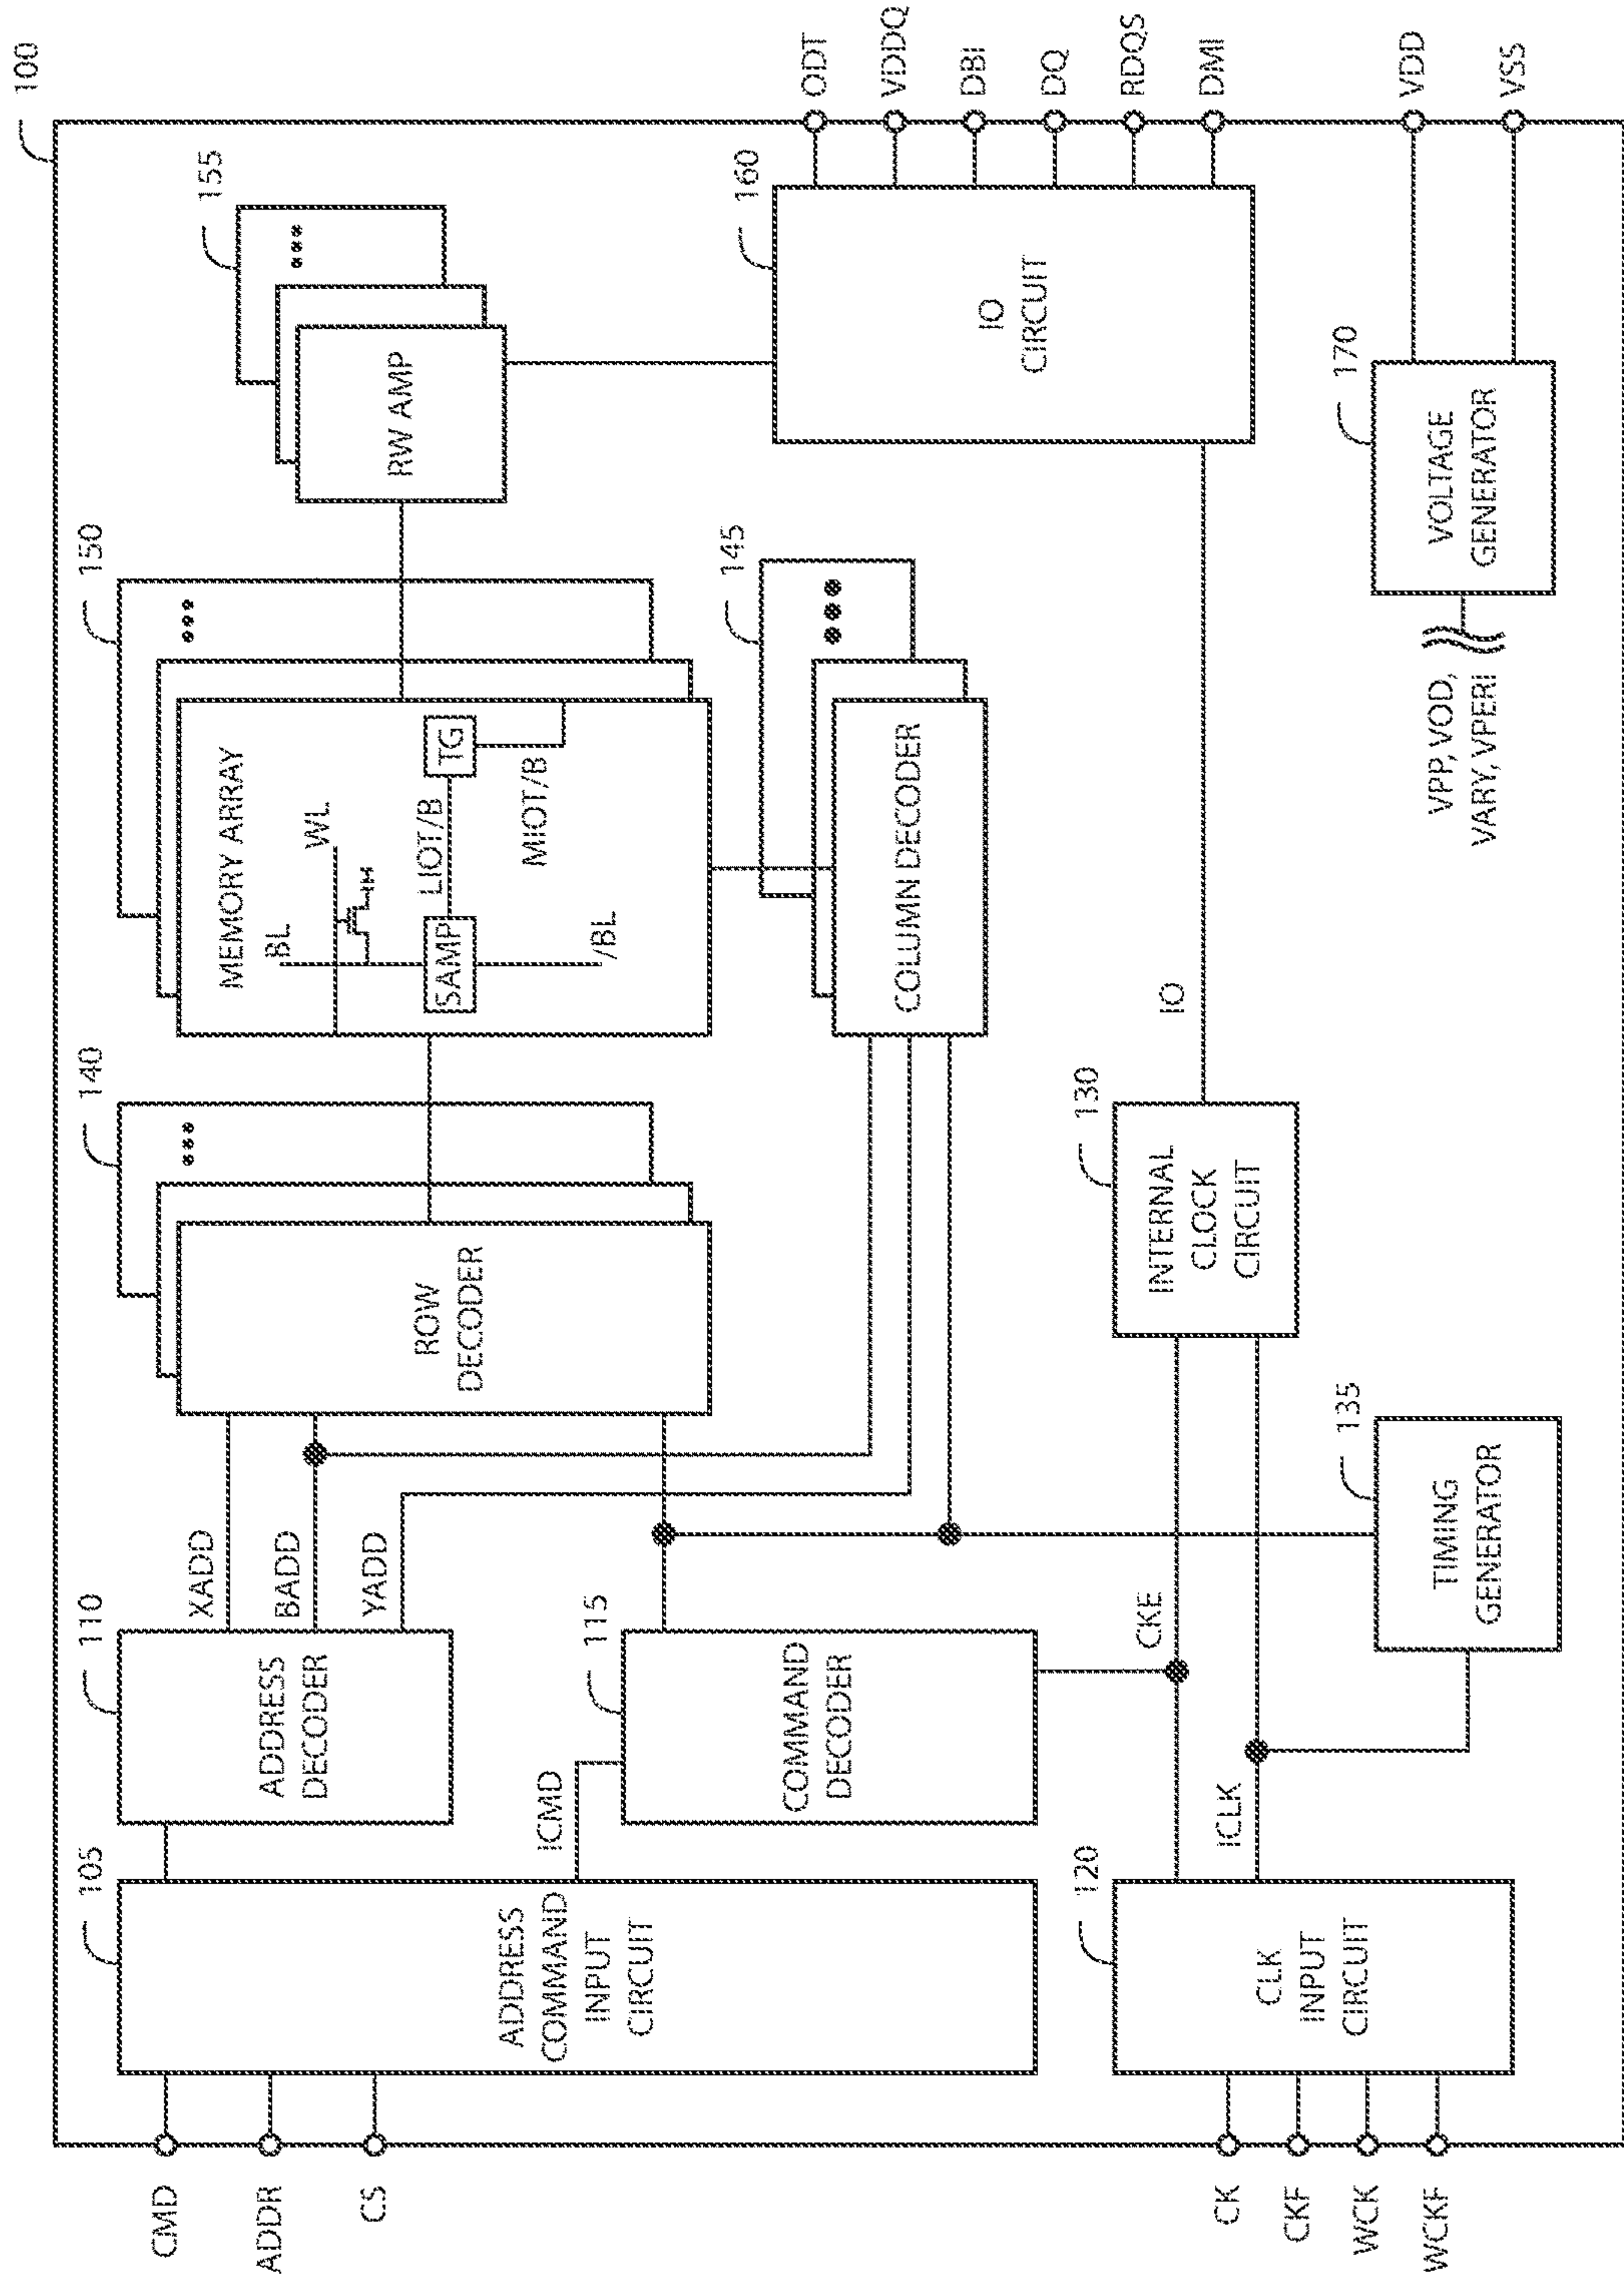 100
CMD
ADDR
CS
105
ADDRESS
COMMAND
INPUT
CIRCUIT
110
ADDRESS
DECODER
XADD
BADD
YADD
ICMD
115
COMMAND
DECODER
140
ROW
DECODER
150
MEMORY ARRAY
BL
WL
SAMP
LIOT/B
TG
MIOT/B
/BL
155
RW AMP
145
COLUMN DECODER
160
IO
CIRCUIT
ODT
VDDQ
DBI
DQ
RDQS
DMI
VDD
VSS
CK
CKF
WCK
WCKF
120
CLK
INPUT
CIRCUIT
CKE
ICLK
130
INTERNAL
CLOCK
CIRCUIT
IO
135
TIMING
GENERATOR
170
VOLTAGE
GENERATOR
VPP, VOD,
VARY, VPERI